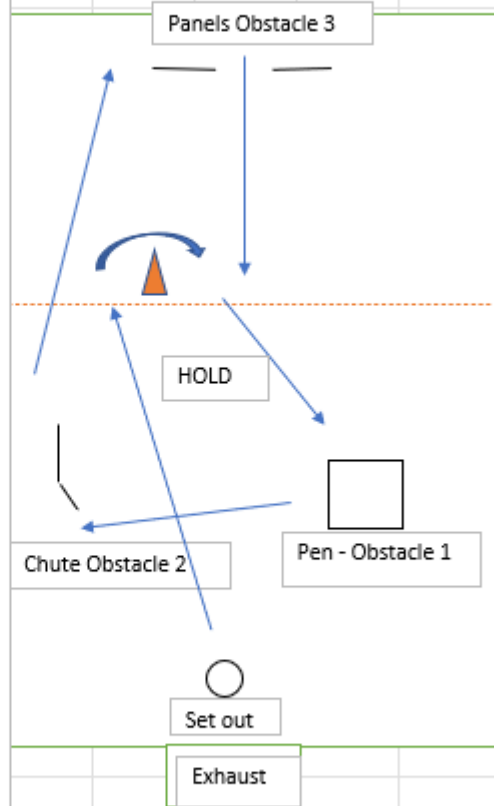 Panels Obstacle 3
HOLD
Pen - Obstacle 1
Chute Obstacle 2
Set out
Exhaust